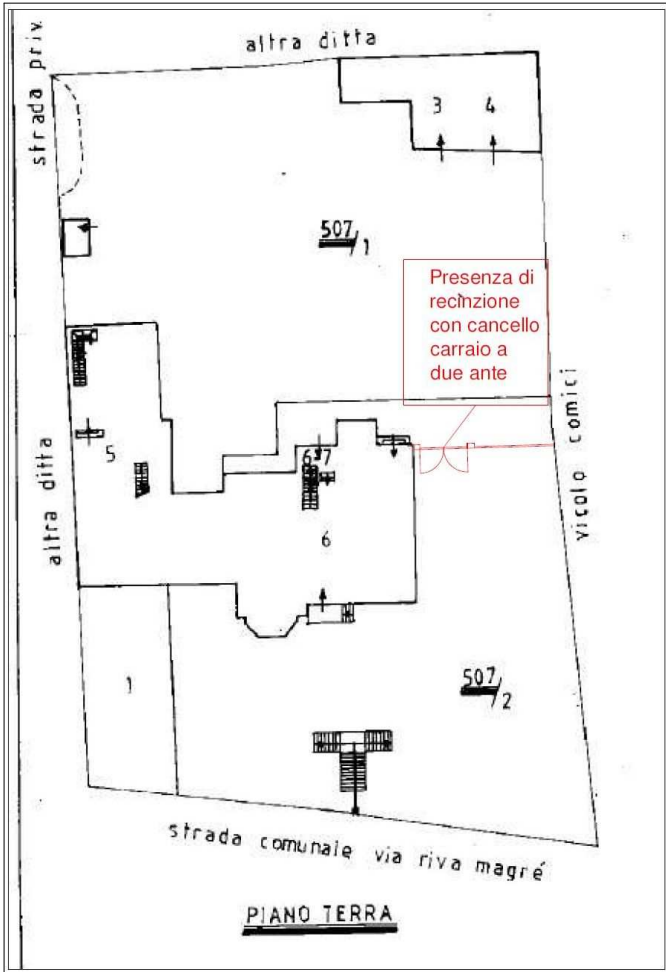 altra ditta
strada priv.
3 4
507/1
Presenza di
recinzione
con cancello
carraio a
due ante
5
6-7
6
altra ditta
vicolo comici
1
507/2
strada comunale via riva magré
PIANO TERRA